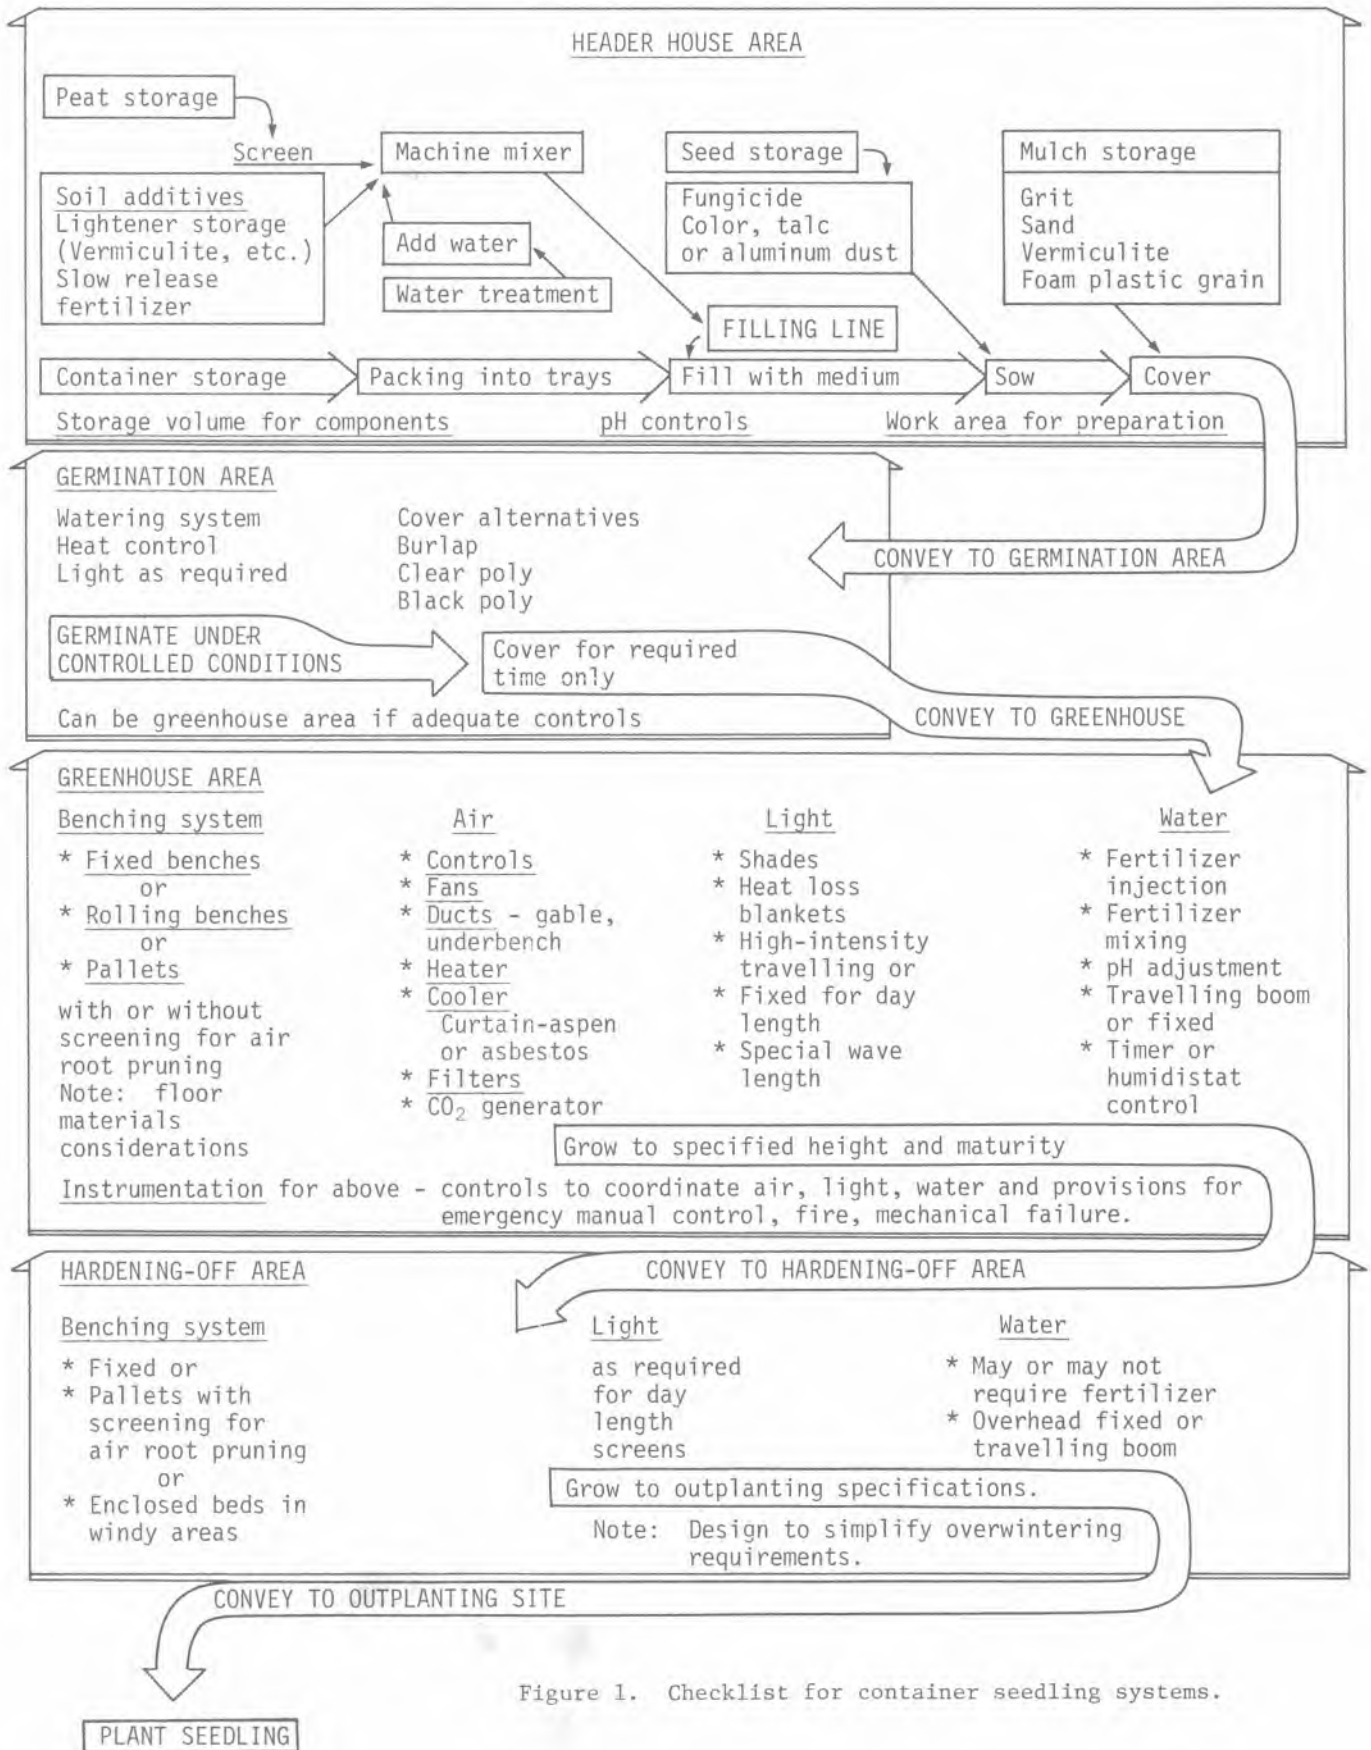 HEADER HOUSE AREA
Peat storage
Screen
Machine mixer
Seed storage
Mulch storage
Soil additives
Lightener storage
(Vermiculite, etc.)
Slow release
fertilizer
Add water
Water treatment
Fungicide
Color, talc
or aluminum dust
Grit
Sand
Vermiculite
Foam plastic grain
FILLING LINE
Container storage
Packing into trays
Fill with medium
Sow
Cover
Storage volume for components
pH controls
Work area for preparation
GERMINATION AREA
Watering system
Heat control
Light as required
Cover alternatives
Burlap
Clear poly
Black poly
CONVEY TO GERMINATION AREA
GERMINATE UNDER
CONTROLLED CONDITIONS
Cover for required
time only
Can be greenhouse area if adequate controls
CONVEY TO GREENHOUSE
GREENHOUSE AREA
Benching system
* Fixed benches
or
* Rolling benches
or
* Pallets
with or without
screening for air
root pruning
Note: floor
materials
considerations
Air
* Controls
* Fans
* Ducts - gable,
underbench
* Heater
* Cooler
Curtain-aspen
or asbestos
* Filters
* CO2 generator
Light
* Shades
* Heat loss
blankets
* High-intensity
travelling or
* Fixed for day
length
* Special wave
length
Water
* Fertilizer
injection
* Fertilizer
mixing
* pH adjustment
* Travelling boom
or fixed
* Timer or
humidistat
control
Grow to specified height and maturity
Instrumentation for above - controls to coordinate air, light, water and provisions for
emergency manual control, fire, mechanical failure.
HARDENING-OFF AREA
CONVEY TO HARDENING-OFF AREA
Benching system
* Fixed or
* Pallets with
screening for
air root pruning
or
* Enclosed beds in
windy areas
Light
as required
for day
length
screens
Water
* May or may not
require fertilizer
* Overhead fixed or
travelling boom
Grow to outplanting specifications.
Note: Design to simplify overwintering
requirements.
CONVEY TO OUTPLANTING SITE
Figure 1. Checklist for container seedling systems.
PLANT SEEDLING